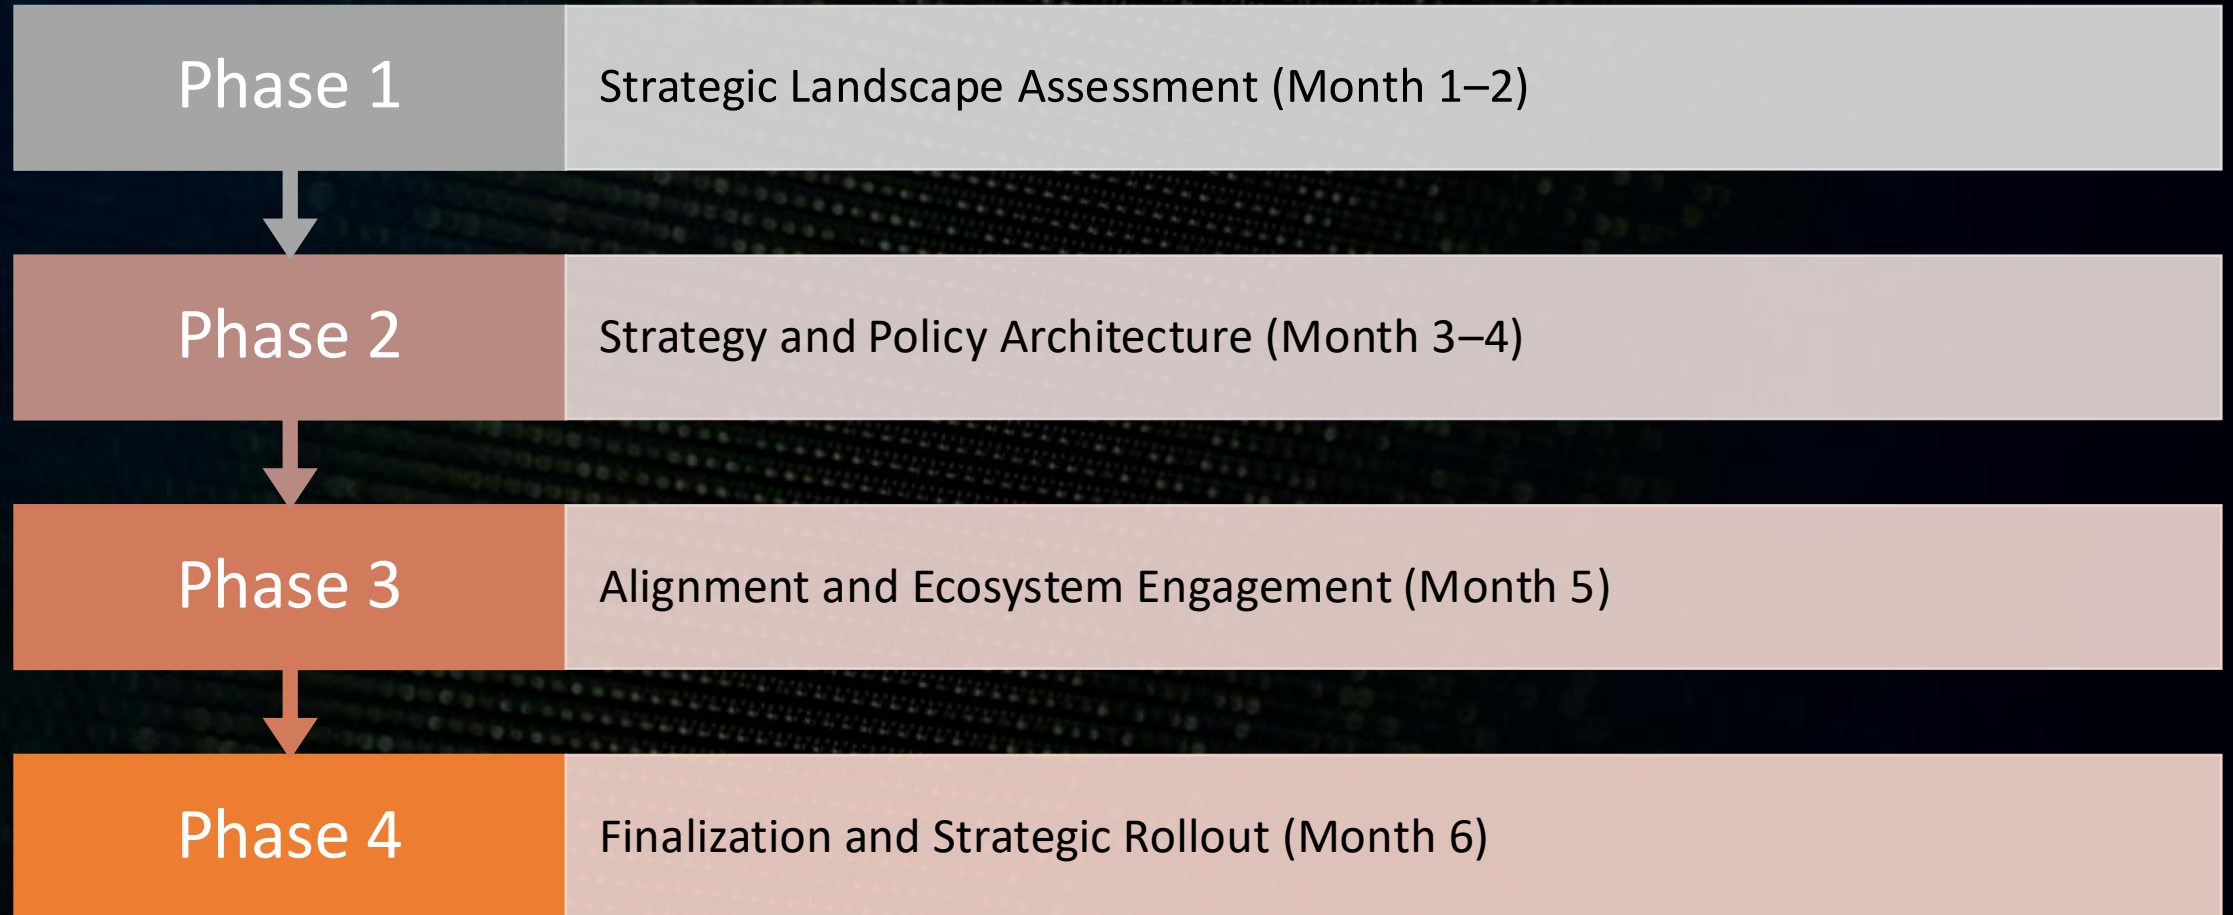 Phase 1
Strategic Landscape Assessment (Month 1–2)
Phase 2
Strategy and Policy Architecture (Month 3–4)
Phase 3
Alignment and Ecosystem Engagement (Month 5)
Phase 4
Finalization and Strategic Rollout (Month 6)